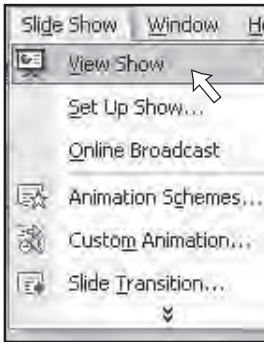 Slide Show Window
View Show
Set Up Show...
Online Broadcast
Animation Schemes...
Custom Animation...
Slide Transition...